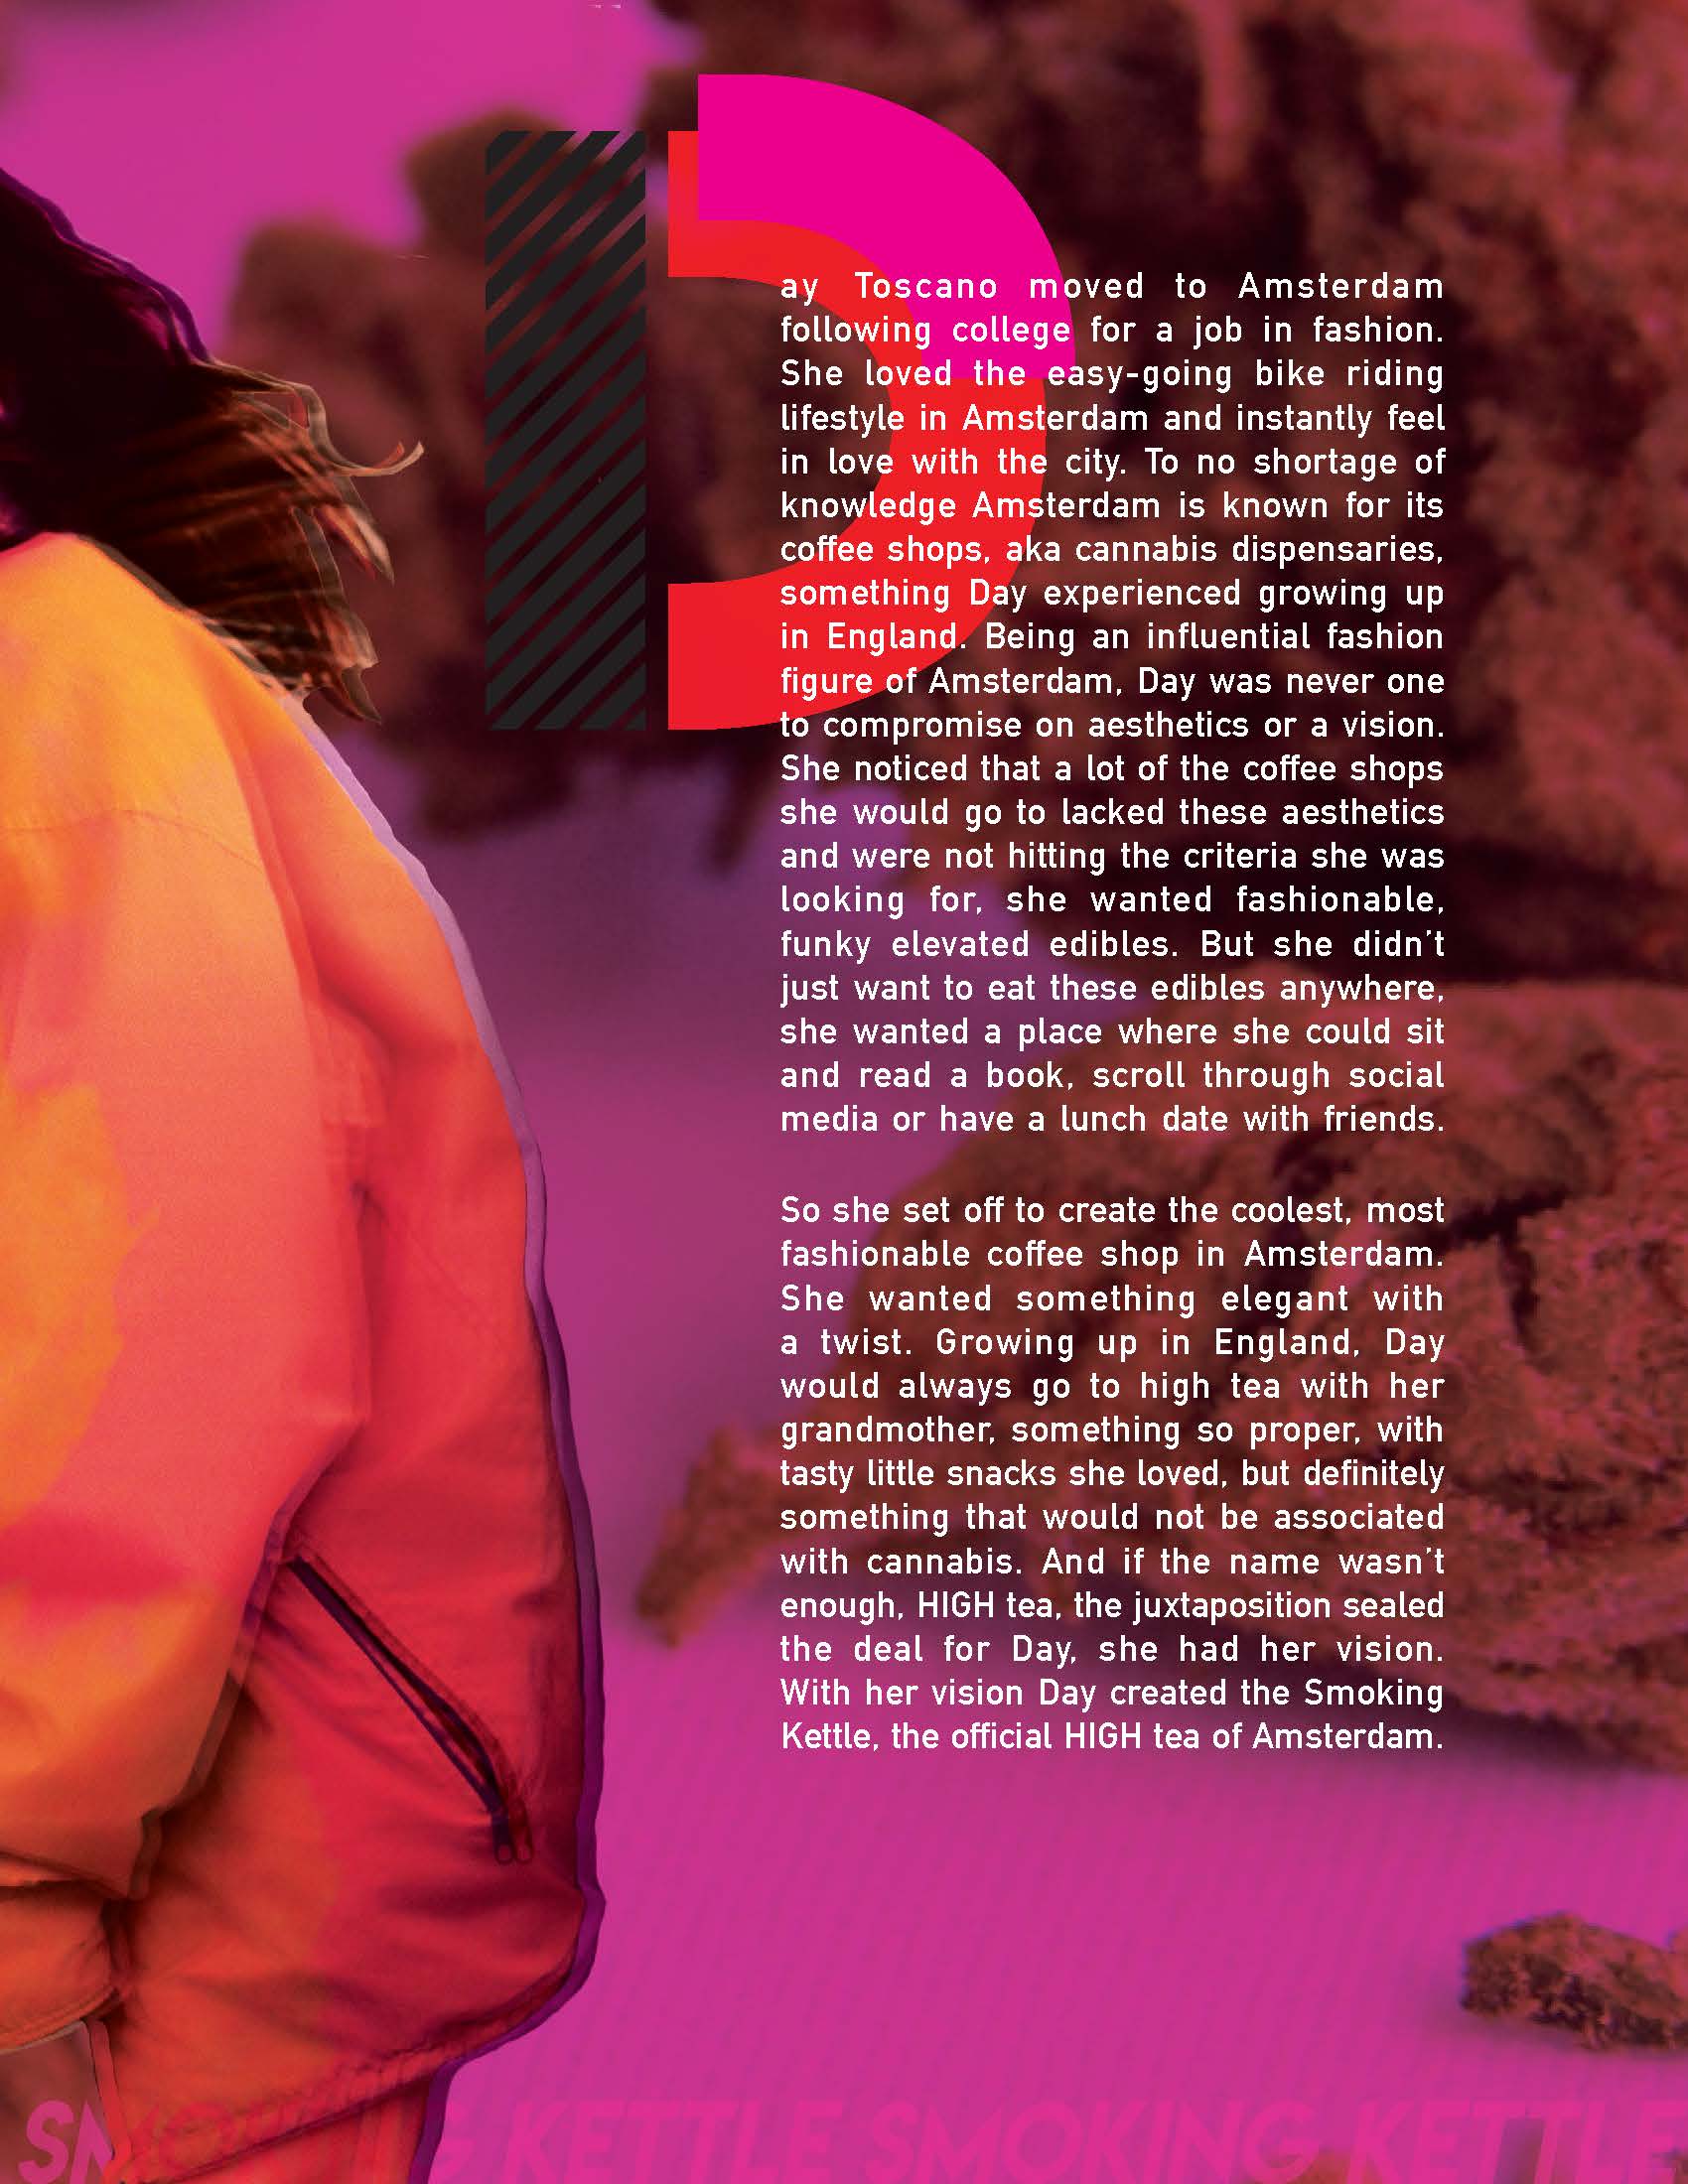 Day Toscano moved to Amsterdam
following college for a job in fashion.
She loved the easy-going bike riding
lifestyle in Amsterdam and instantly feel
in love with the city. To no shortage of
knowledge Amsterdam is known for its
coffee shops, aka cannabis dispensaries,
something Day experienced growing up
in England. Being an influential fashion
figure of Amsterdam, Day was never one
to compromise on aesthetics or a vision.
She noticed that a lot of the coffee shops
she would go to lacked these aesthetics
and were not hitting the criteria she was
looking for, she wanted fashionable,
funky elevated edibles. But she didn't
just want to eat these edibles anywhere,
she wanted a place where she could sit
and read a book, scroll through social
media or have a lunch date with friends.
So she set off to create the coolest, most
fashionable coffee shop in Amsterdam.
She wanted something elegant with
a twist. Growing up in England, Day
would always go to high tea with her
grandmother, something so proper, with
tasty little snacks she loved, but definitely
something that would not be associated
with cannabis. And if the name wasn't
enough, HIGH tea, the juxtaposition sealed
the deal for Day, she had her vision.
With her vision Day created the Smoking
Kettle, the official HIGH tea of Amsterdam.
SMOKING KETTLE SMOKING KETTLE